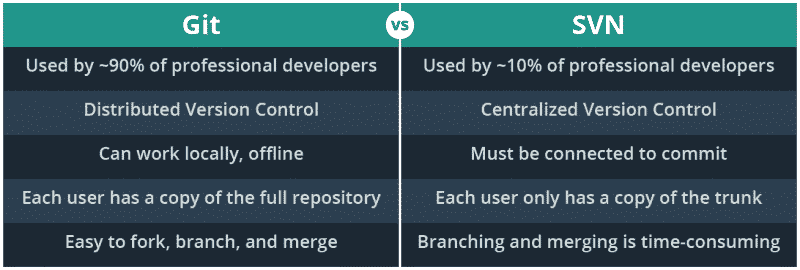 Git vs SVN
Used by ~90% of professional developers Used by ~10% of professional developers
Distributed Version Control Centralized Version Control
Can work locally, offline Must be connected to commit
Each user has a copy of the full repository Each user only has a copy of the trunk
Easy to fork, branch, and merge Branching and merging is time-consuming